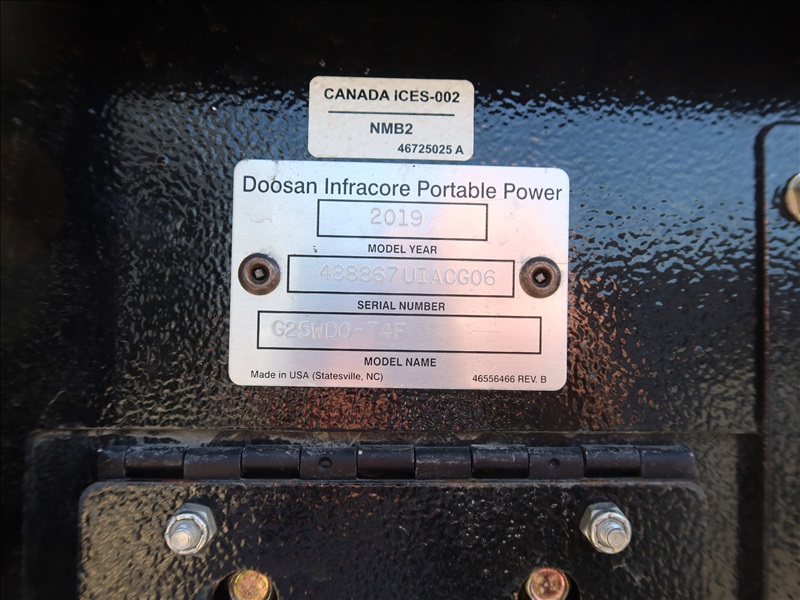 CANADA ICES-002
NMB2
46725025 A
Doosan Infracore Portable Power
2019
MODEL YEAR
488867UIACG06
SERIAL NUMBER
G25WDO-T4F
MODEL NAME
Made in USA (Statesville, NC)
46556466 REV. B